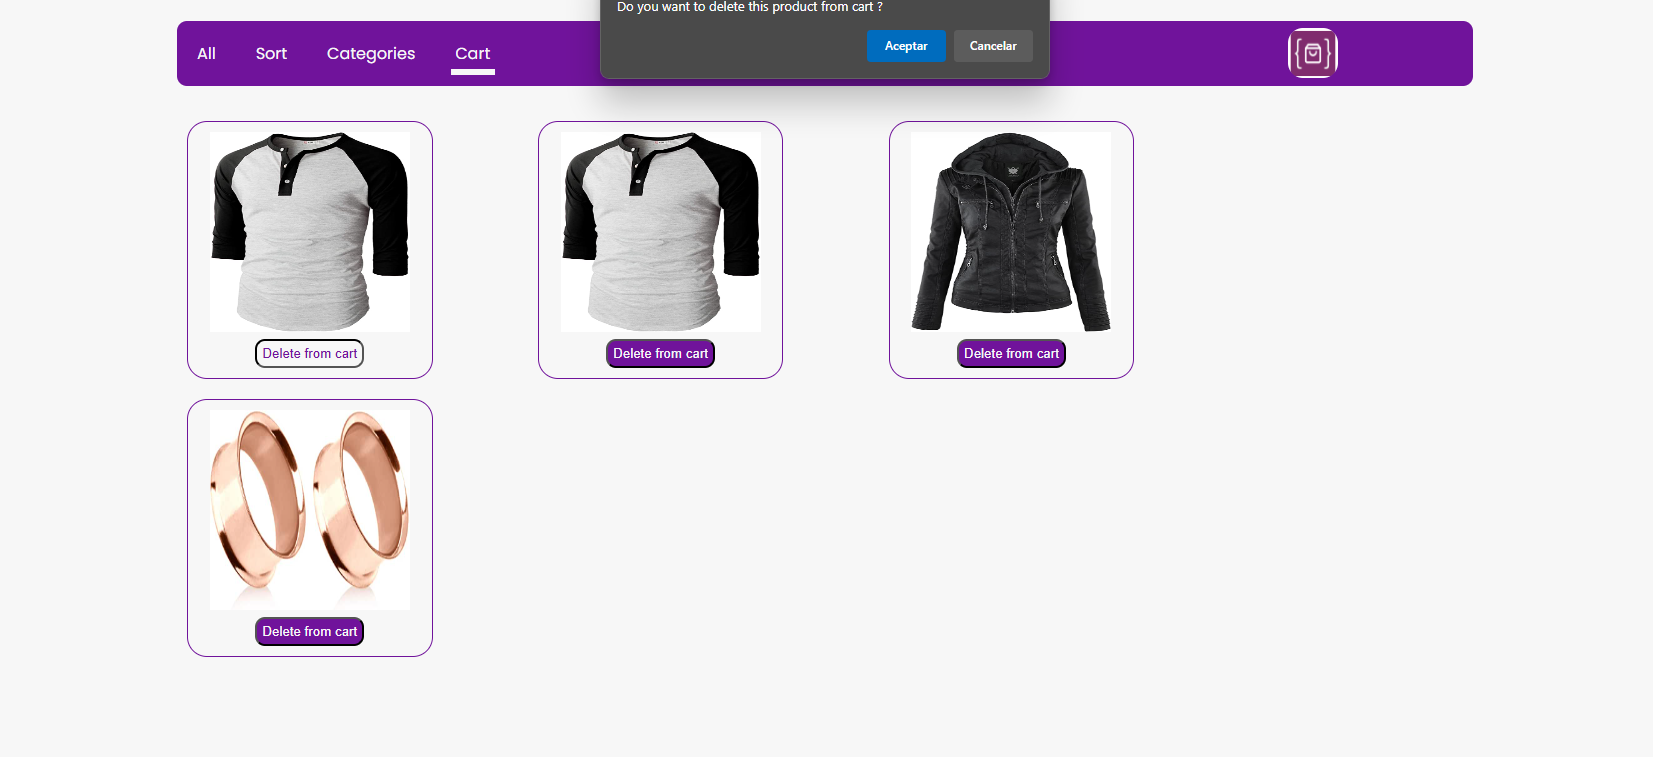 Do you want to delete this product from cart ?
Aceptar Cancelar
All Sort Categories Cart
Delete from cart Delete from cart Delete from cart
Delete from cart